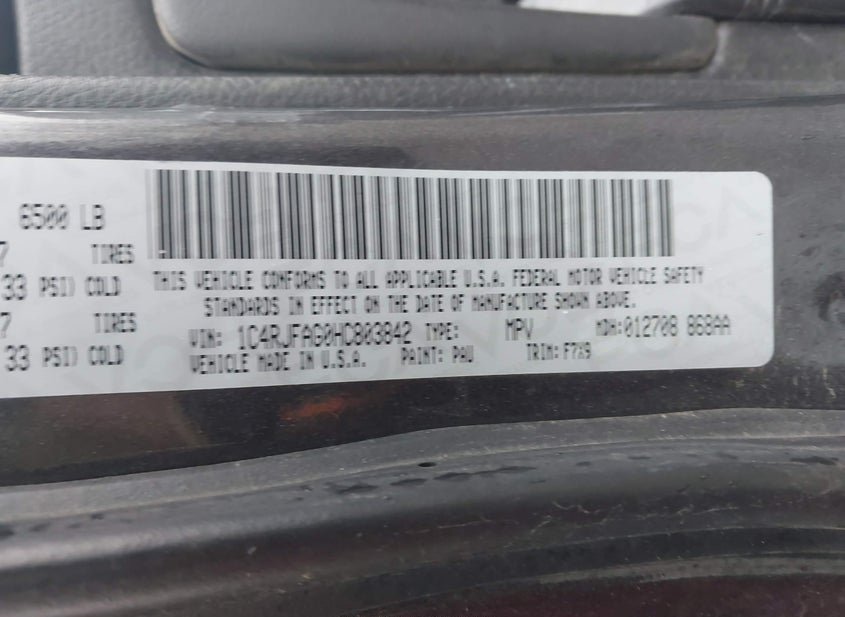 6500 LB
7 TIRES
33 PSI) COLD
7 TIRES
33 PSI) COLD
THIS VEHICLE CONFORMS TO ALL APPLICABLE U.S.A. FEDERAL MOTOR VEHICLE SAFETY
STANDARDS IN EFFECT ON THE DATE OF MANUFACTURE SHOWN ABOVE.
VIN: 1C4RJFAG0HC803842 TYPE: MPV MDH:012708 868AA
VEHICLE MADE IN U.S.A. PAINT: PAU TRIM: F7X9